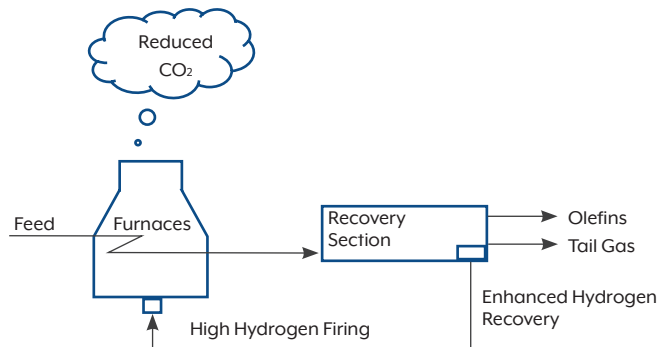 Reduced
CO₂
Feed
Furnaces
Recovery
Section
Olefins
Tail Gas
Enhanced Hydrogen
Recovery
High Hydrogen Firing